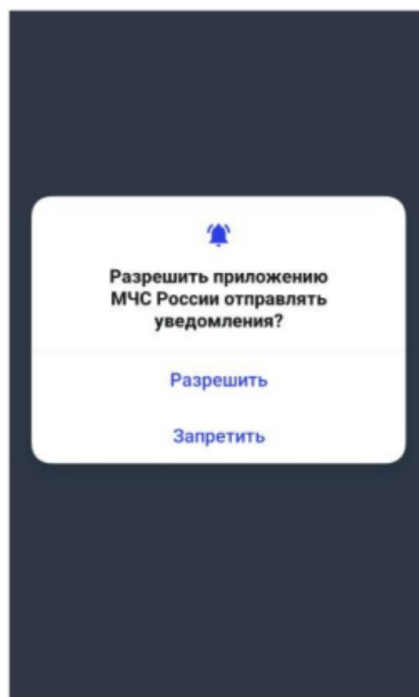 Разрешить приложению
МЧС России отправлять
уведомления?
Разрешить
Запретить